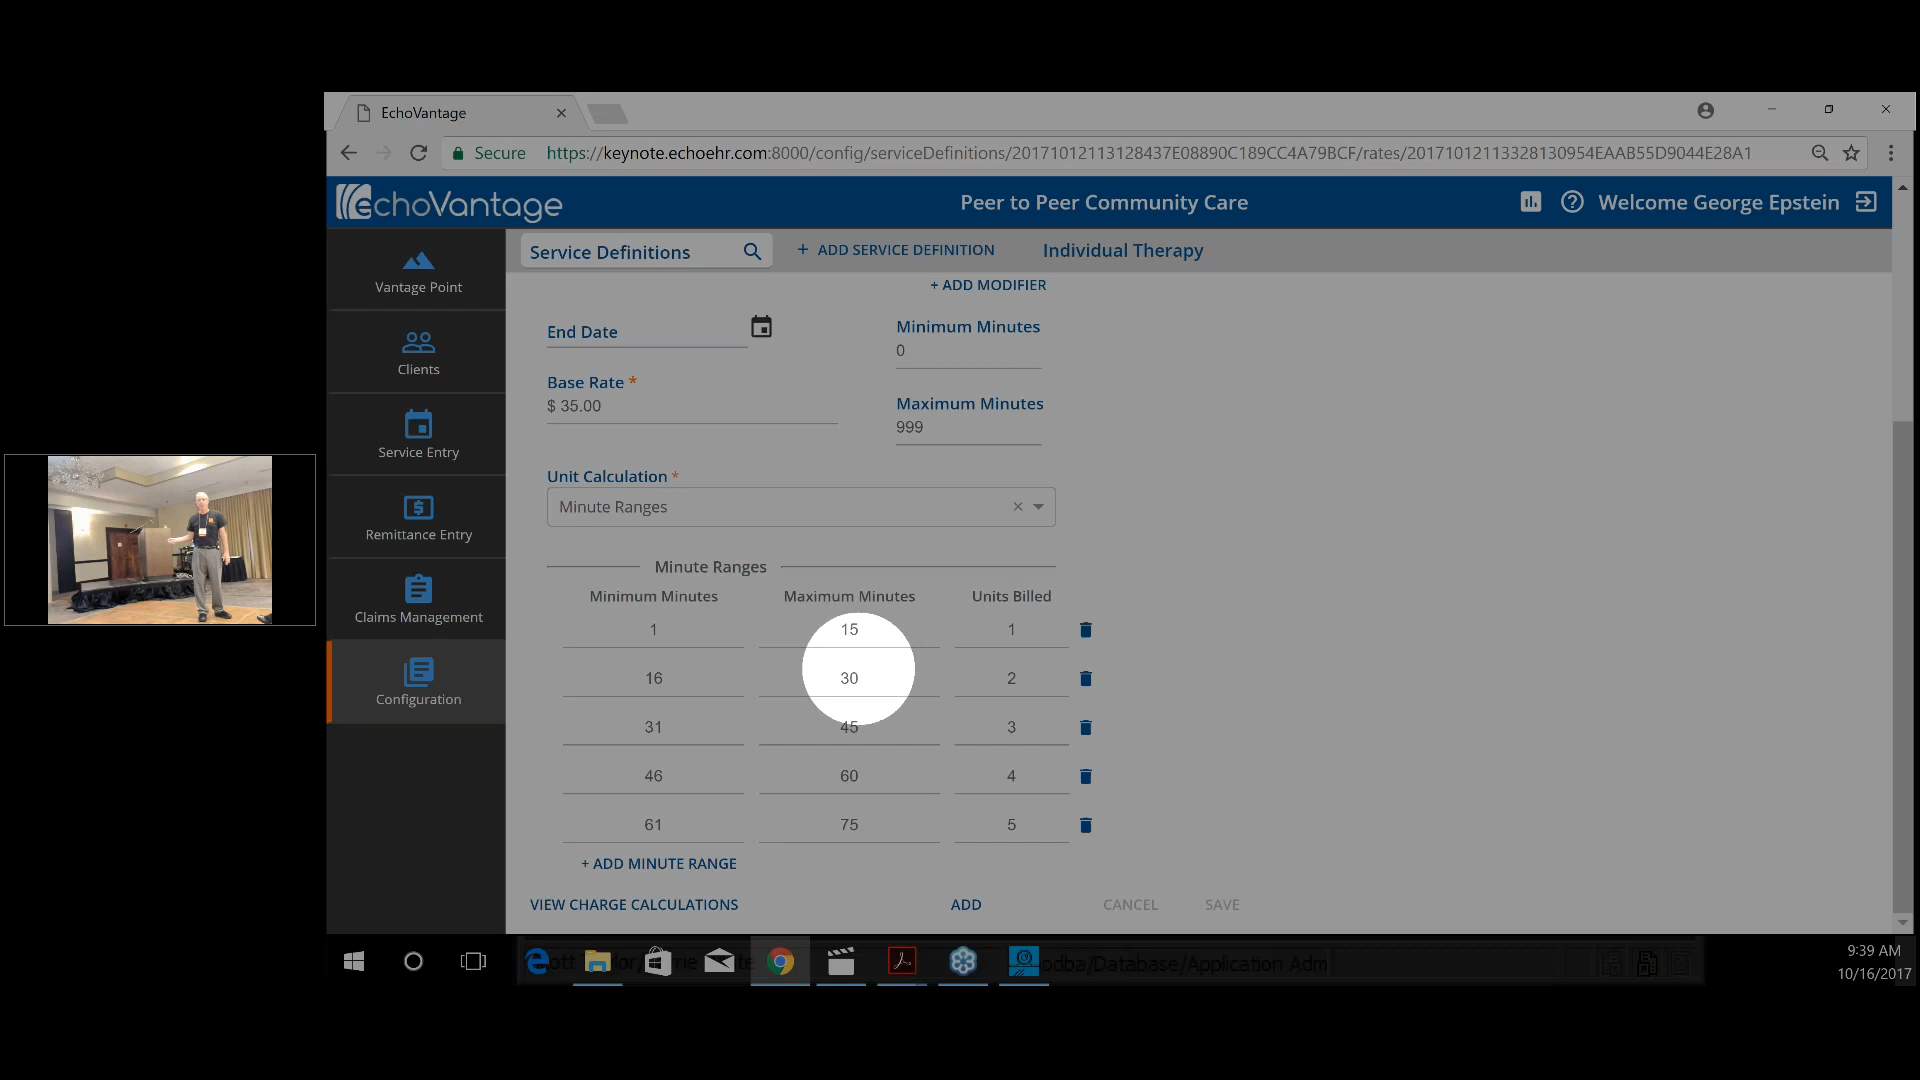 EchoVantage
Secure https://keynote.echoehr.com:8000/config/serviceDefinitions/20171012113128437E08890C189CC4A79BCF/rates/20171012113328130954EAAB55D9044E28A1
echoVantage
Peer to Peer Community Care
Welcome George Epstein
Service Definitions
+ ADD SERVICE DEFINITION
Individual Therapy
Vantage Point
Clients
Service Entry
Remittance Entry
Claims Management
Configuration
+ ADD MODIFIER
End Date
Minimum Minutes
0
Base Rate *
$ 35.00
Maximum Minutes
999
Unit Calculation *
Minute Ranges
Minute Ranges
Minimum Minutes Maximum Minutes Units Billed
1 15 1
16 30 2
31 45 3
46 60 4
61 75 5
+ ADD MINUTE RANGE
VIEW CHARGE CALCULATIONS ADD CANCEL SAVE
odba/Database/Application Adm
9:39 AM
10/16/2017